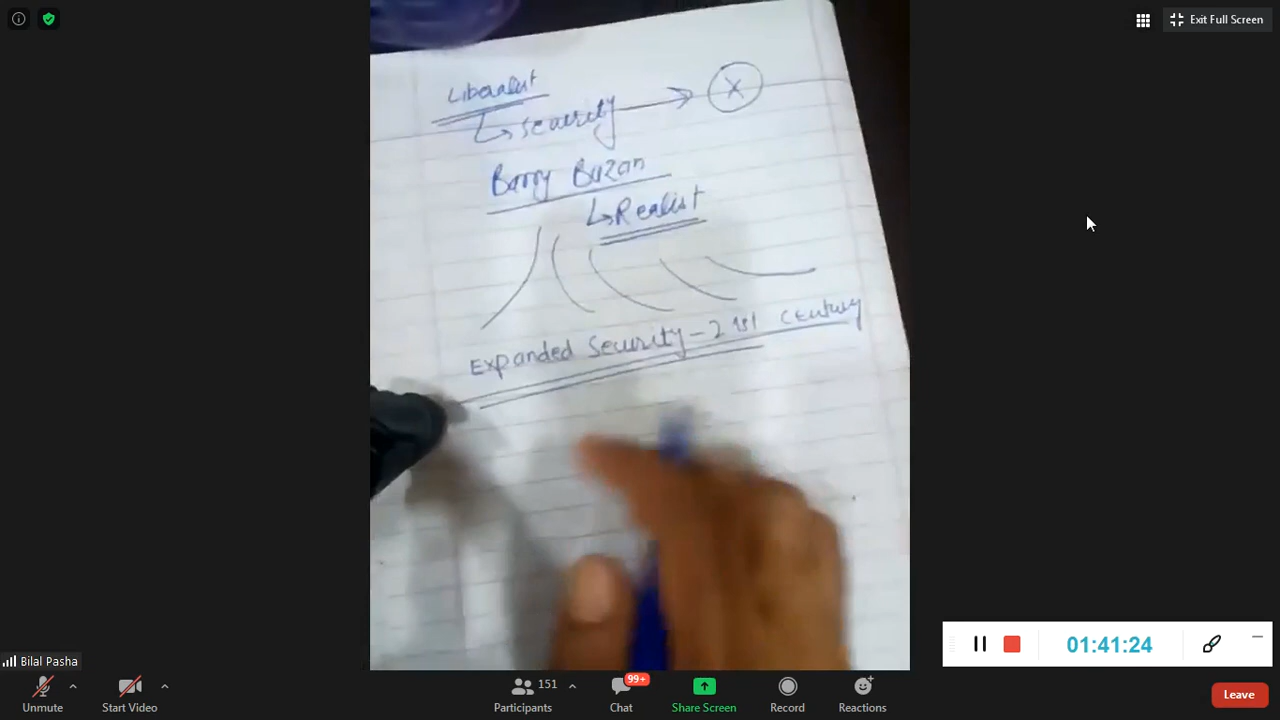 Exit Full Screen
Liberalist
↳ security → X
Barry Buzan
↳ Realist
Expanded Security - 21st Century
01:41:24
Bilal Pasha
Unmute
Start Video
151
Participants
99+
Chat
Share Screen
Record
Reactions
Leave